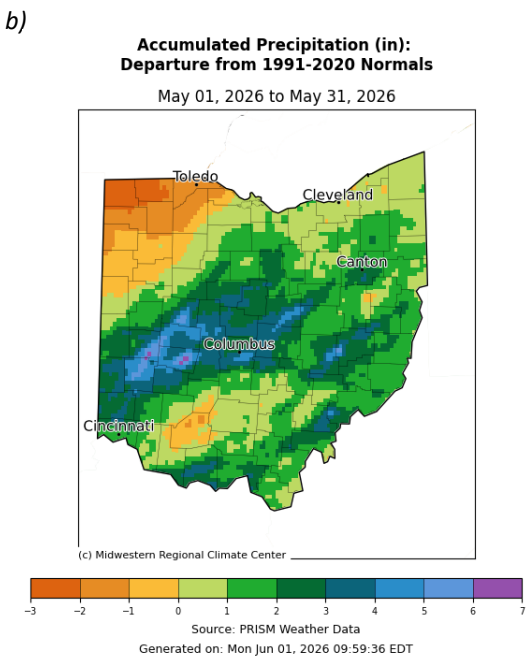 b)
Accumulated Precipitation (in):
Departure from 1991-2020 Normals
May 01, 2026 to May 31, 2026
Toledo
Cleveland
Canton
Columbus
Cincinnati
(c) Midwestern Regional Climate Center
−3 −2 −1 0 1 2 3 4 5 6 7
Source: PRISM Weather Data
Generated on: Mon Jun 01, 2026 09:59:36 EDT